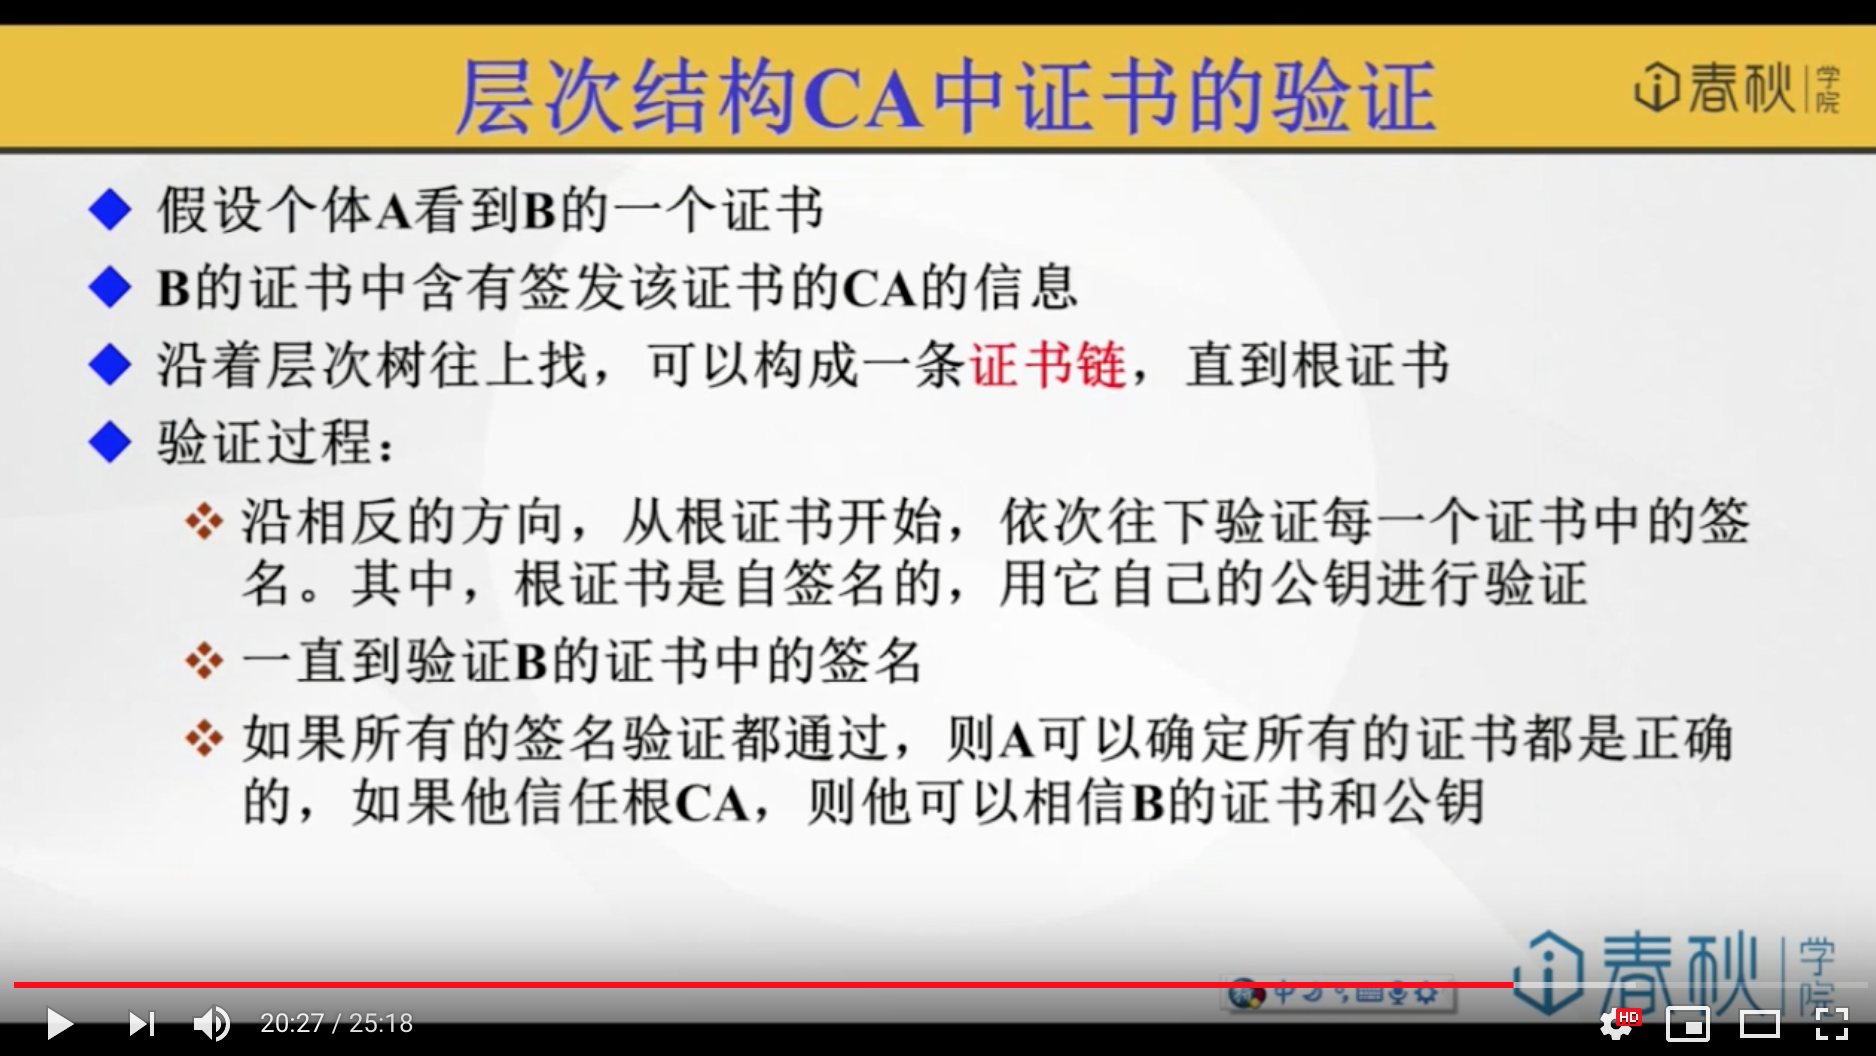 层次结构CA中证书的验证
春秋学院
假设个体A看到B的一个证书
B的证书中含有签发该证书的CA的信息
沿着层次树往上找，可以构成一条证书链，直到根证书
验证过程：
沿相反的方向，从根证书开始，依次往下验证每一个证书中的签
名。其中，根证书是自签名的，用它自己的公钥进行验证
一直到验证B的证书中的签名
如果所有的签名验证都通过，则A可以确定所有的证书都是正确
的，如果他信任根CA，则他可以相信B的证书和公钥
春秋学院
中
20:27 / 25:18
HD